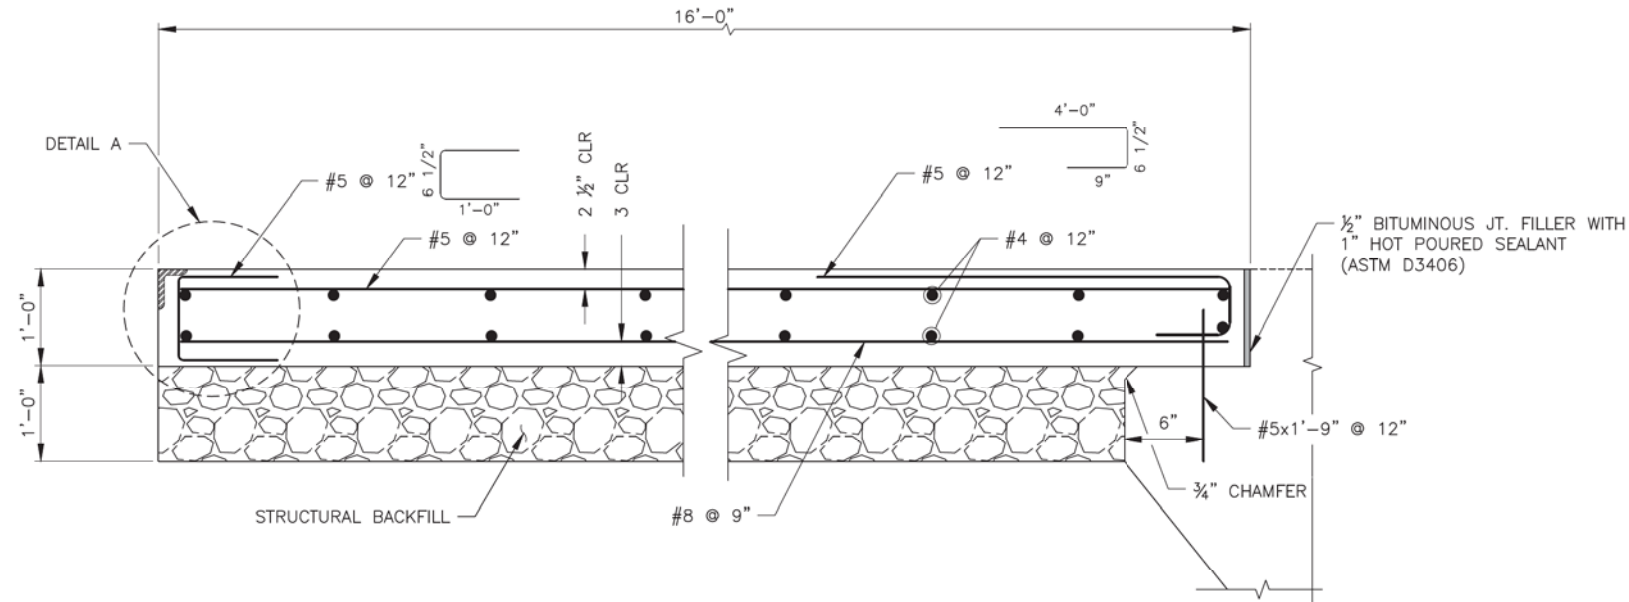 16'-0"
4'-0"
DETAIL A
6 1/2"
#5 @ 12"
1'-0"
2 ½" CLR
3 CLR
#5 @ 12"
6 1/2"
9"
#5 @ 12"
#4 @ 12"
½" BITUMINOUS JT. FILLER WITH
1" HOT POURED SEALANT
(ASTM D3406)
1'-0"
1'-0"
6"
#5x1'-9" @ 12"
¾" CHAMFER
STRUCTURAL BACKFILL
#8 @ 9"